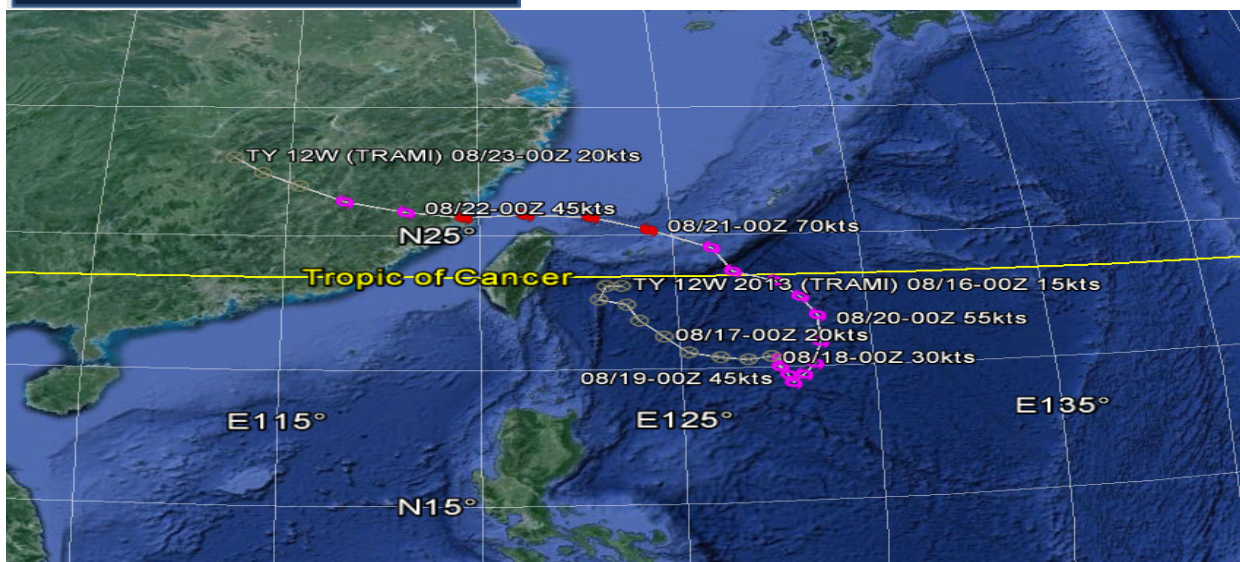 TY 12W (TRAMI) 08/23-00Z 20kts
08/22-00Z 45kts
08/21-00Z 70kts
N25°
Tropic of Cancer
TY 12W 2013 (TRAMI) 08/16-00Z 15kts
08/20-00Z 55kts
08/17-00Z 20kts
08/18-00Z 30kts
08/19-00Z 45kts
E115°
E125°
E135°
N15°